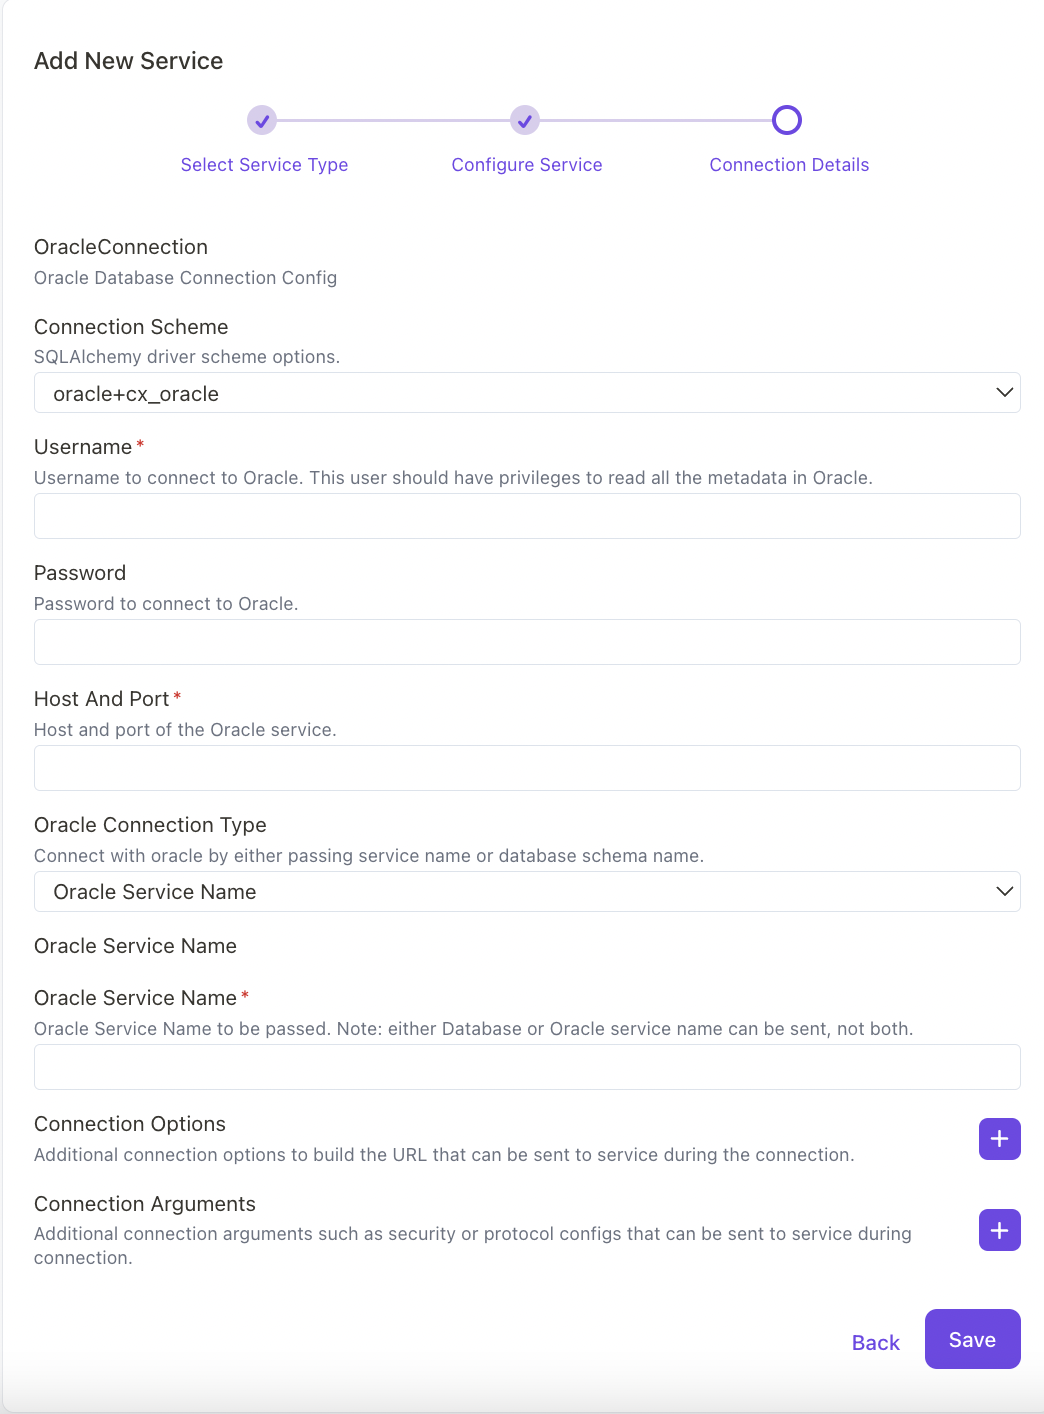 Add New Service
Select Service Type
Configure Service
Connection Details
OracleConnection
Oracle Database Connection Config
Connection Scheme
SQLAlchemy driver scheme options.
oracle+cx_oracle
Username*
Username to connect to Oracle. This user should have privileges to read all the metadata in Oracle.
Password
Password to connect to Oracle.
Host And Port*
Host and port of the Oracle service.
Oracle Connection Type
Connect with oracle by either passing service name or database schema name.
Oracle Service Name
Oracle Service Name
Oracle Service Name*
Oracle Service Name to be passed. Note: either Database or Oracle service name can be sent, not both.
Connection Options
Additional connection options to build the URL that can be sent to service during the connection.
Connection Arguments
Additional connection arguments such as security or protocol configs that can be sent to service during
connection.
Back
Save